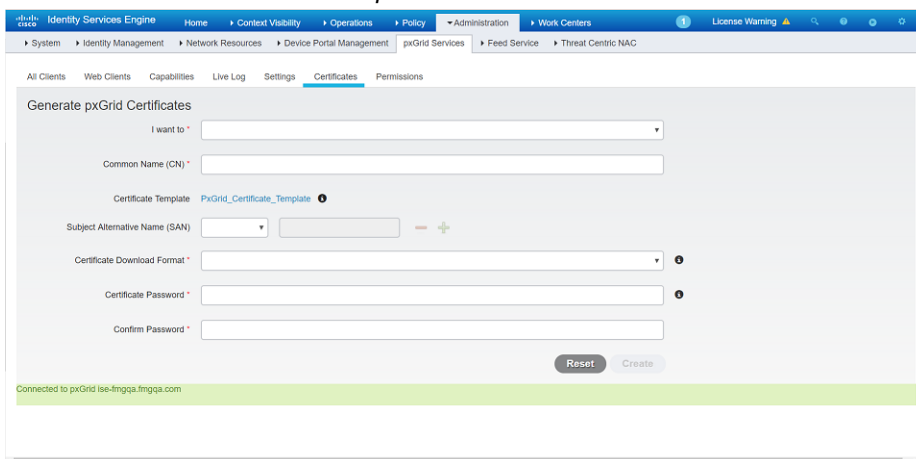 cisco Identity Services Engine Home Context Visibility Operations Policy Administration Work Centers 1 License Warning
System Identity Management Network Resources Device Portal Management pxGrid Services Feed Service Threat Centric NAC
All Clients Web Clients Capabilities Live Log Settings Certificates Permissions
Generate pxGrid Certificates
I want to *
Common Name (CN) *
Certificate Template PxGrid_Certificate_Template
Subject Alternative Name (SAN)
Certificate Download Format *
Certificate Password *
Confirm Password *
Reset Create
Connected to pxGrid ise-fmgqa.fmgqa.com